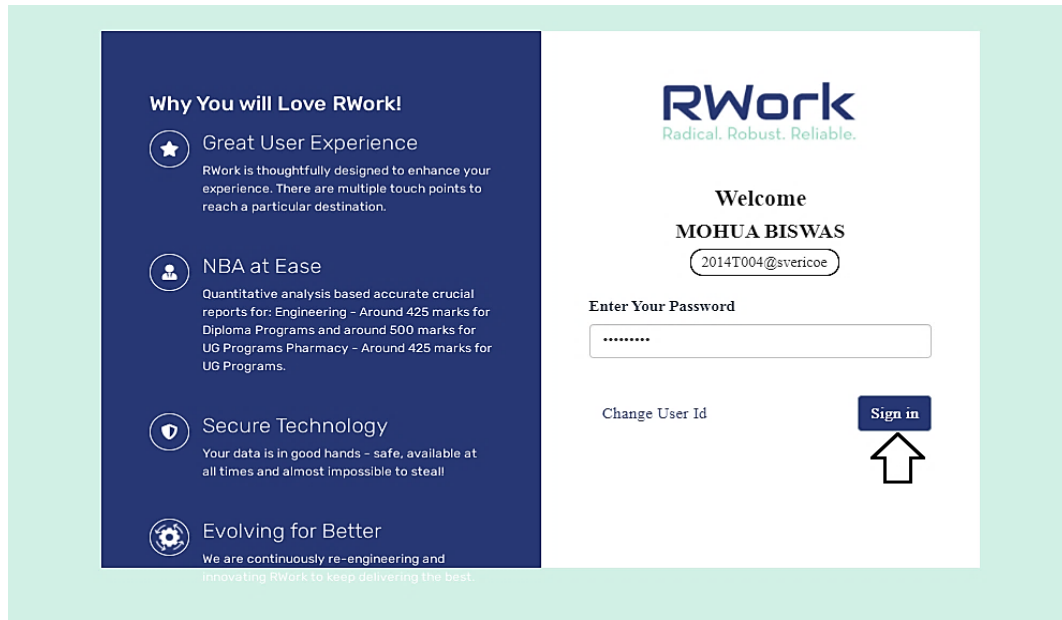 Why You will Love RWork!
Great User Experience
RWork is thoughtfully designed to enhance your
experience. There are multiple touch points to
reach a particular destination.
NBA at Ease
Quantitative analysis based accurate crucial
reports for: Engineering - Around 425 marks for
Diploma Programs and around 500 marks for
UG Programs Pharmacy - Around 425 marks for
UG Programs.
Secure Technology
Your data is in good hands - safe, available at
all times and almost impossible to steal!
Evolving for Better
We are continuously re-engineering and
innovating RWork to keep delivering the best.
RWork
Radical. Robust. Reliable.
Welcome
MOHUA BISWAS
2014T004@svericoe
Enter Your Password
•••••••••
Change User Id
Sign in